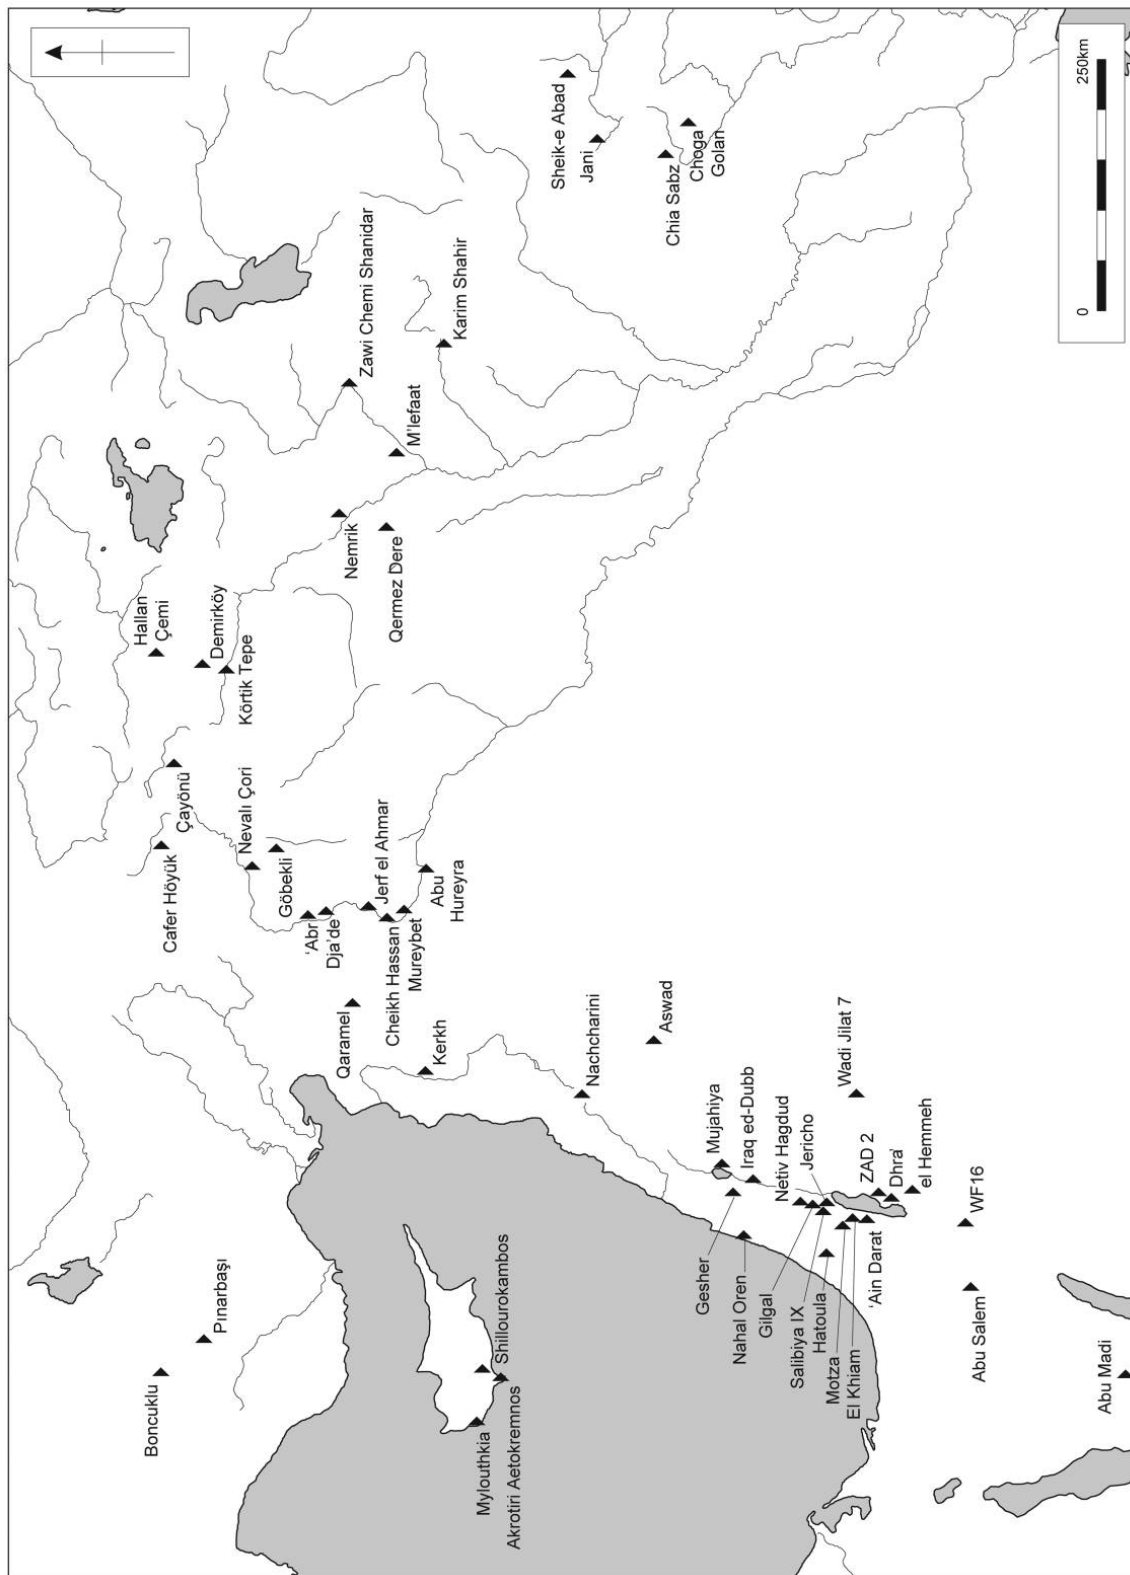 Boncuklu
Pınarbaşı
Cafer Höyük
Çayönü
Hallan
Çemi
Demirköy
Körtik Tepe
Nevalı Çori
Göbekli
'Abr
Dja'de
Qaramel
Jerf el Ahmar
Cheikh Hassan
Mureybet
Abu
Hureyra
Kerkh
Nemrik
Qermez Dere
M'lefaat
Zawi Chemi Shanidar
Karim Shahir
Sheik-e Abad
Jani
Chia Sabz
Choga
Golan
Mylouthkia
Shillourokambos
Akrotiri Aetokremnos
Nachcharini
Aswad
Mujahiya
Iraq ed-Dubb
Gesher
Nahal Oren
Netiv Hagdud
Gilgal
Jericho
Salibiya IX
Hatoula
Motza
El Khiam
'Ain Darat
Wadi Jilat 7
ZAD 2
Dhra'
el Hemmeh
WF16
Abu Salem
Abu Madi
0
250km